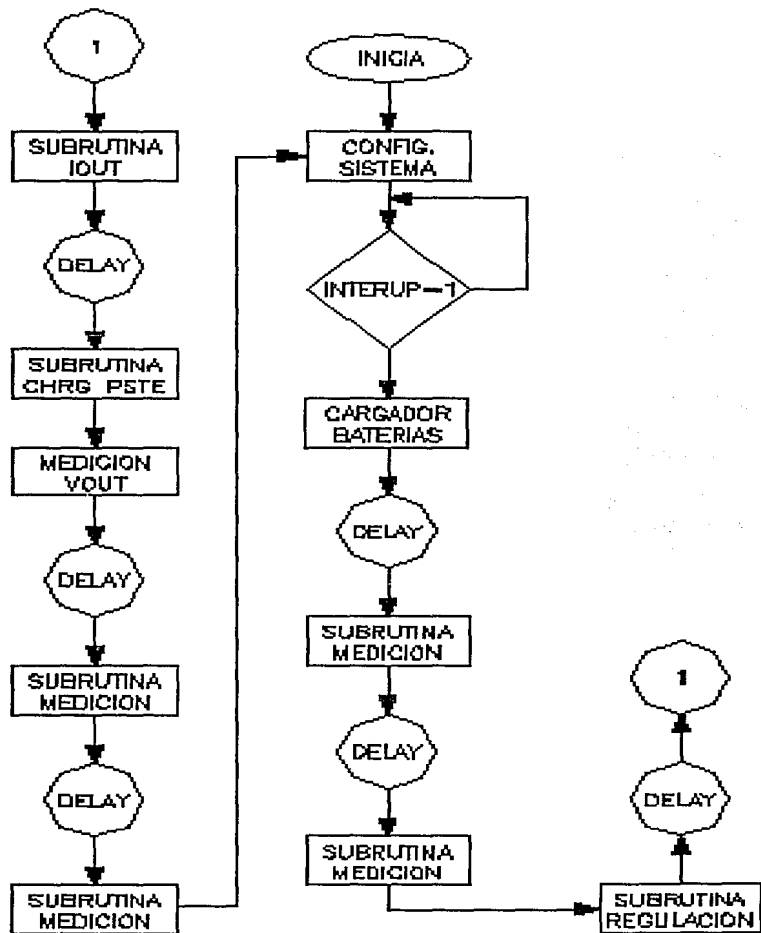 1
SUBRUTINA
IOUT
DELAY
SUBRUTINA
CHRG PSTE
MEDICION
VOUT
DELAY
SUBRUTINA
MEDICION
DELAY
SUBRUTINA
MEDICION
INICIA
CONFIG.
SISTEMA
INTERUP-1
CARGADOR
BATERIAS
DELAY
SUBRUTINA
MEDICION
DELAY
SUBRUTINA
MEDICION
1
DELAY
SUBRUTINA
REGULACION